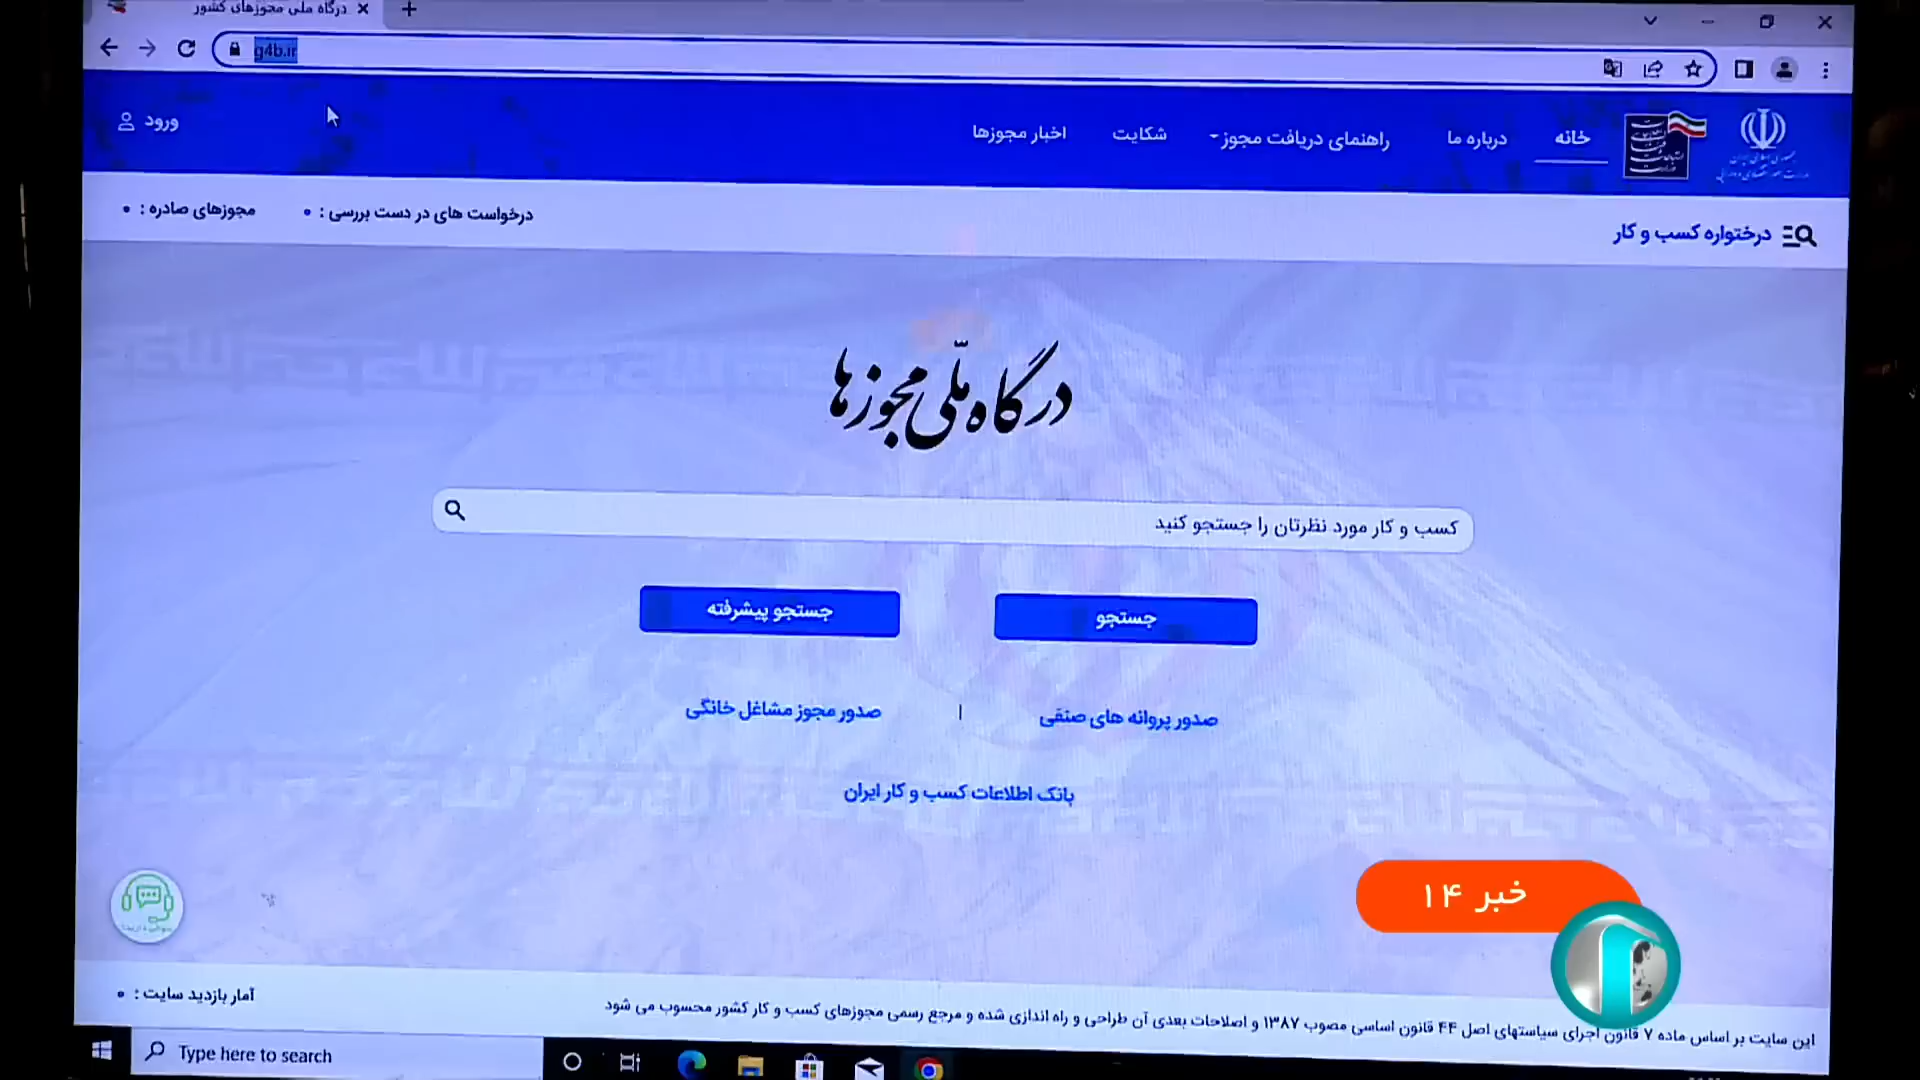 درگاه ملی مجوزهای کشور
g4b.ir
خانه
درباره ما
راهنمای دریافت مجوز
شکایت
اخبار مجوزها
ورود
درختواره کسب و کار
درخواست های در دست بررسی : ۰
مجوزهای صادره : ۰
درگاه ملّی مجوزها
کسب و کار مورد نظرتان را جستجو کنید
جستجو
جستجو پیشرفته
صدور پروانه های صنفی | صدور مجوز مشاغل خانگی
بانک اطلاعات کسب و کار ایران
خبر ۱۴
این سایت بر اساس ماده ۷ قانون اجرای سیاستهای اصل ۴۴ قانون اساسی مصوب ۱۳۸۷ و اصلاحات بعدی آن طراحی و راه اندازی شده و مرجع رسمی مجوزهای کسب و کار کشور محسوب می شود
آمار بازدید سایت : ۰
Type here to search